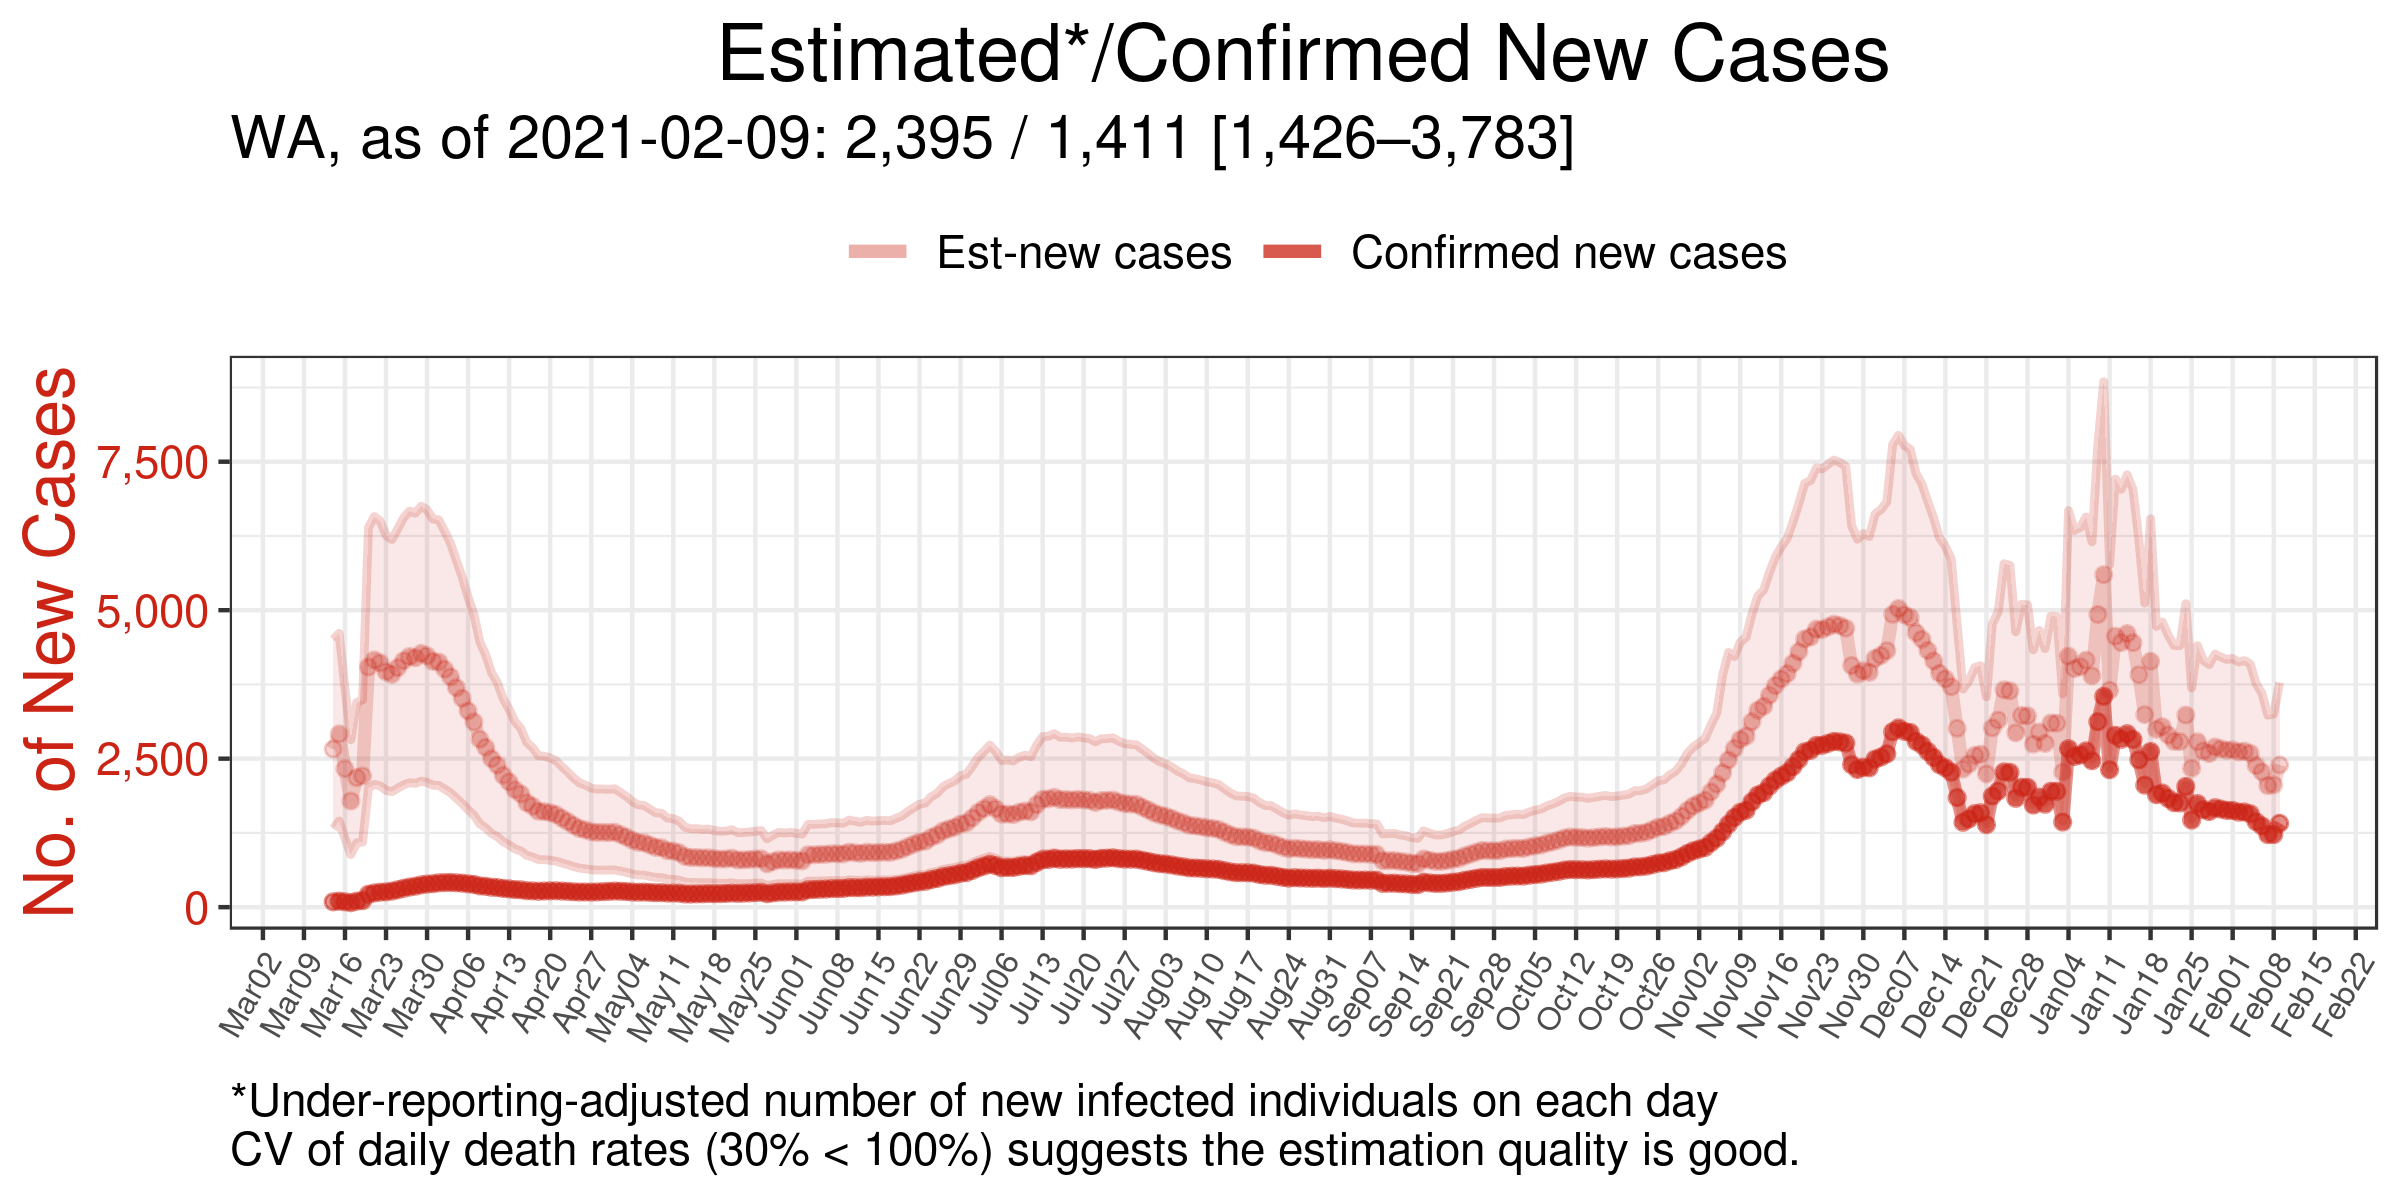 Estimated*/Confirmed New Cases
WA, as of 2021-02-09: 2,395 / 1,411 [1,426–3,783]
Est-new cases Confirmed new cases
No. of New Cases
7,500
5,000
2,500
0
Mar02 Mar09 Mar16 Mar23 Mar30 Apr06 Apr13 Apr20 Apr27 May04 May11 May18 May25 Jun01 Jun08 Jun15 Jun22 Jun29 Jul06 Jul13 Jul20 Jul27 Aug03 Aug10 Aug17 Aug24 Aug31 Sep07 Sep14 Sep21 Sep28 Oct05 Oct12 Oct19 Oct26 Nov02 Nov09 Nov16 Nov23 Nov30 Dec07 Dec14 Dec21 Dec28 Jan04 Jan11 Jan18 Jan25 Feb01 Feb08 Feb15 Feb22
*Under-reporting-adjusted number of new infected individuals on each day
CV of daily death rates (30% < 100%) suggests the estimation quality is good.